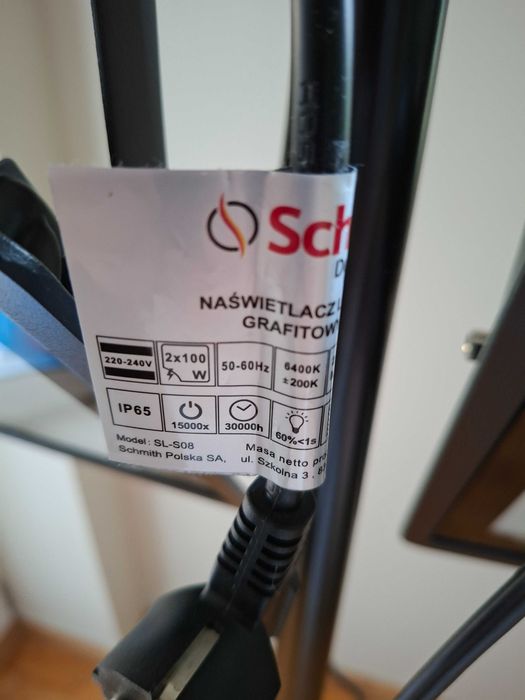 Sch
NAŚWIETLACZ
GRAFITOW
220-240V
2x100
W
50-60Hz
6400K
±200K
IP65
15000x
30000h
60%<1s
Model: SL-S08
Masa netto pro
Schmith Polska SA,
ul. Szkolna 3 ,